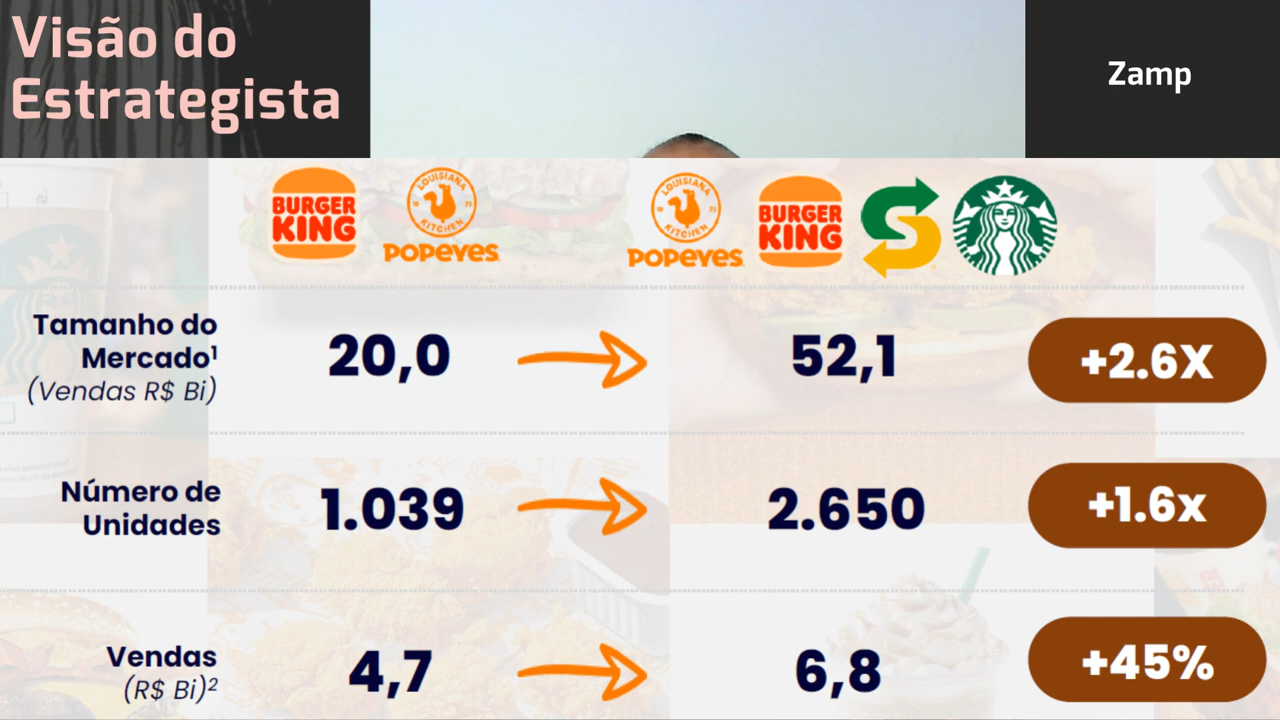 Visão do
Estrategista
Zamp
BURGER
KING
LOUISIANA
KITCHEN
POPEYES
LOUISIANA
KITCHEN
POPEYES
BURGER
KING
Tamanho do
Mercado¹
(Vendas R$ Bi)
20,0
52,1
+2.6X
Número de
Unidades
1.039
2.650
+1.6x
Vendas
(R$ Bi)²
4,7
6,8
+45%